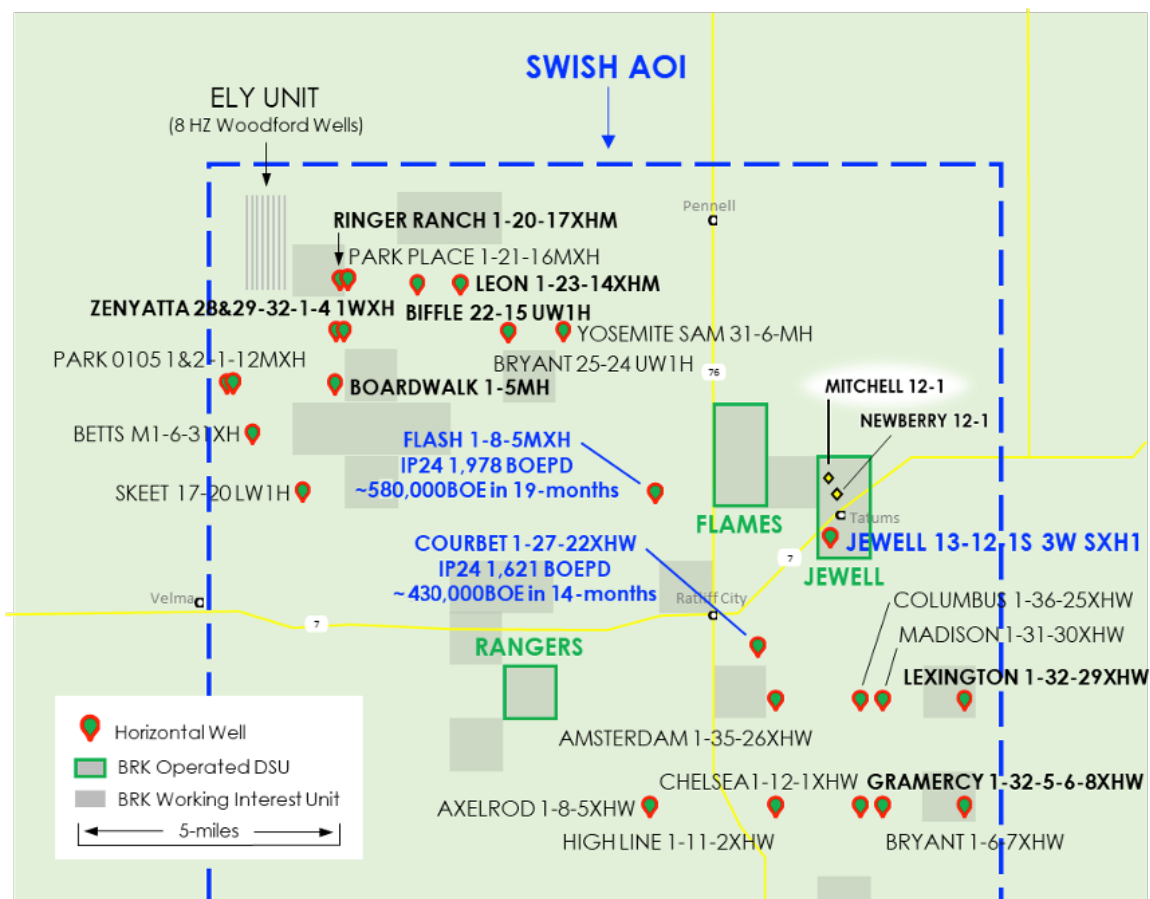 SWISH AOI
ELY UNIT
(8 HZ Woodford Wells)
Pennell
RINGER RANCH 1-20-17XHM
PARK PLACE 1-21-16MXH
LEON 1-23-14XHM
ZENYATTA 28&29-32-1-4 1WXH
BIFFLE 22-15 UW1H
YOSEMITE SAM 31-6-MH
PARK 0105 1&2-1-12MXH
BRYANT 25-24 UW1H
76
BOARDWALK 1-5MH
MITCHELL 12-1
NEWBERRY 12-1
BETTS M1-6-31XH
FLASH 1-8-5MXH
IP24 1,978 BOEPD
~580,000BOE in 19-months
SKEET 17-20 LW1H
FLAMES
Tatums
JEWELL 13-12-1S 3W SXH1
COURBET 1-27-22XHW
IP24 1,621 BOEPD
~430,000BOE in 14-months
7
JEWELL
Velma
Ratliff City
COLUMBUS 1-36-25XHW
7
MADISON 1-31-30XHW
RANGERS
LEXINGTON 1-32-29XHW
Horizontal Well
BRK Operated DSU
BRK Working Interest Unit
5-miles
AMSTERDAM 1-35-26XHW
CHELSEA1-12-1XHW
GRAMERCY 1-32-5-6-8XHW
AXELROD 1-8-5XHW
HIGH LINE 1-11-2XHW
BRYANT 1-6-7XHW